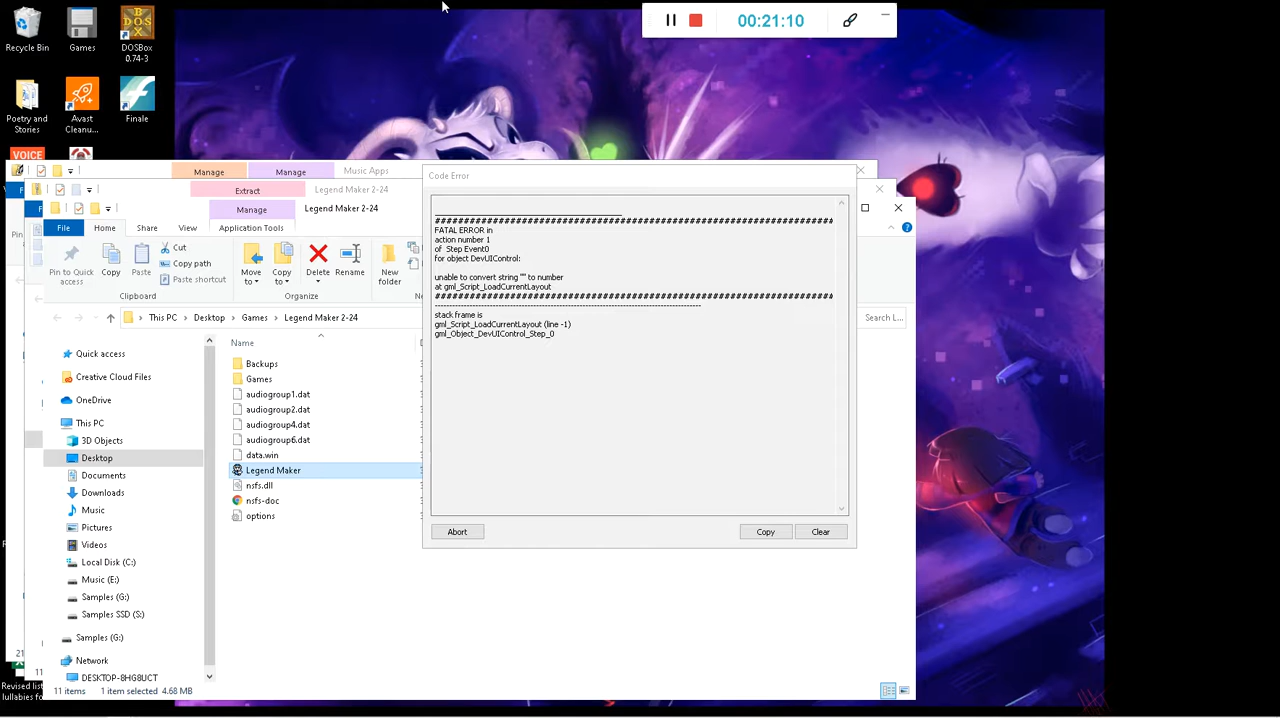 00:21:10
Recycle Bin
Games
DOSBox
0.74-3
Poetry and
Stories
Avast
Cleanu...
Finale
VOICE
Manage
Manage
Music Apps
Extract
Legend Maker 2-24
Manage
Legend Maker 2-24
File
Home
Share
View
Application Tools
Pin to Quick
access
Copy
Paste
Cut
Copy path
Paste shortcut
Move
to
Copy
to
Delete
Rename
New
folder
Clipboard
Organize
This PC
Desktop
Games
Legend Maker 2-24
Search L...
Quick access
Creative Cloud Files
OneDrive
This PC
3D Objects
Desktop
Documents
Downloads
Music
Pictures
Videos
Local Disk (C:)
Music (E:)
Samples (G:)
Samples SSD (S:)
Samples (G:)
Network
DESKTOP-8HG8UCT
Name
Backups
Games
audiogroup1.dat
audiogroup2.dat
audiogroup4.dat
audiogroup6.dat
data.win
Legend Maker
nsfs.dll
nsfs-doc
options
11 items
1 item selected 4.68 MB
Revised list
lullabies
Code Error
FATAL ERROR in
action number 1
of Step Event0
for object DevUIControl:
unable to convert string "" to number
at gml_Script_LoadCurrentLayout
stack frame is
gml_Script_LoadCurrentLayout (line -1)
gml_Object_DevUIControl_Step_0
Abort
Copy
Clear